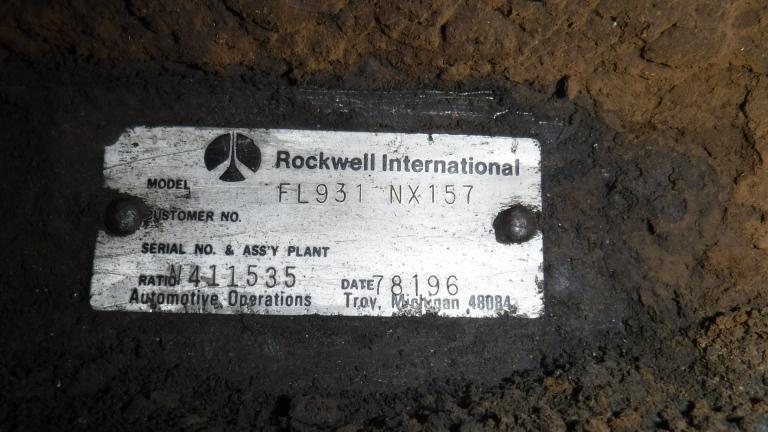 Rockwell International
MODEL FL931 NX157
CUSTOMER NO.
SERIAL NO. & ASS'Y PLANT
RATIO N411535 DATE 78196
Automotive Operations Troy, Michigan 48084